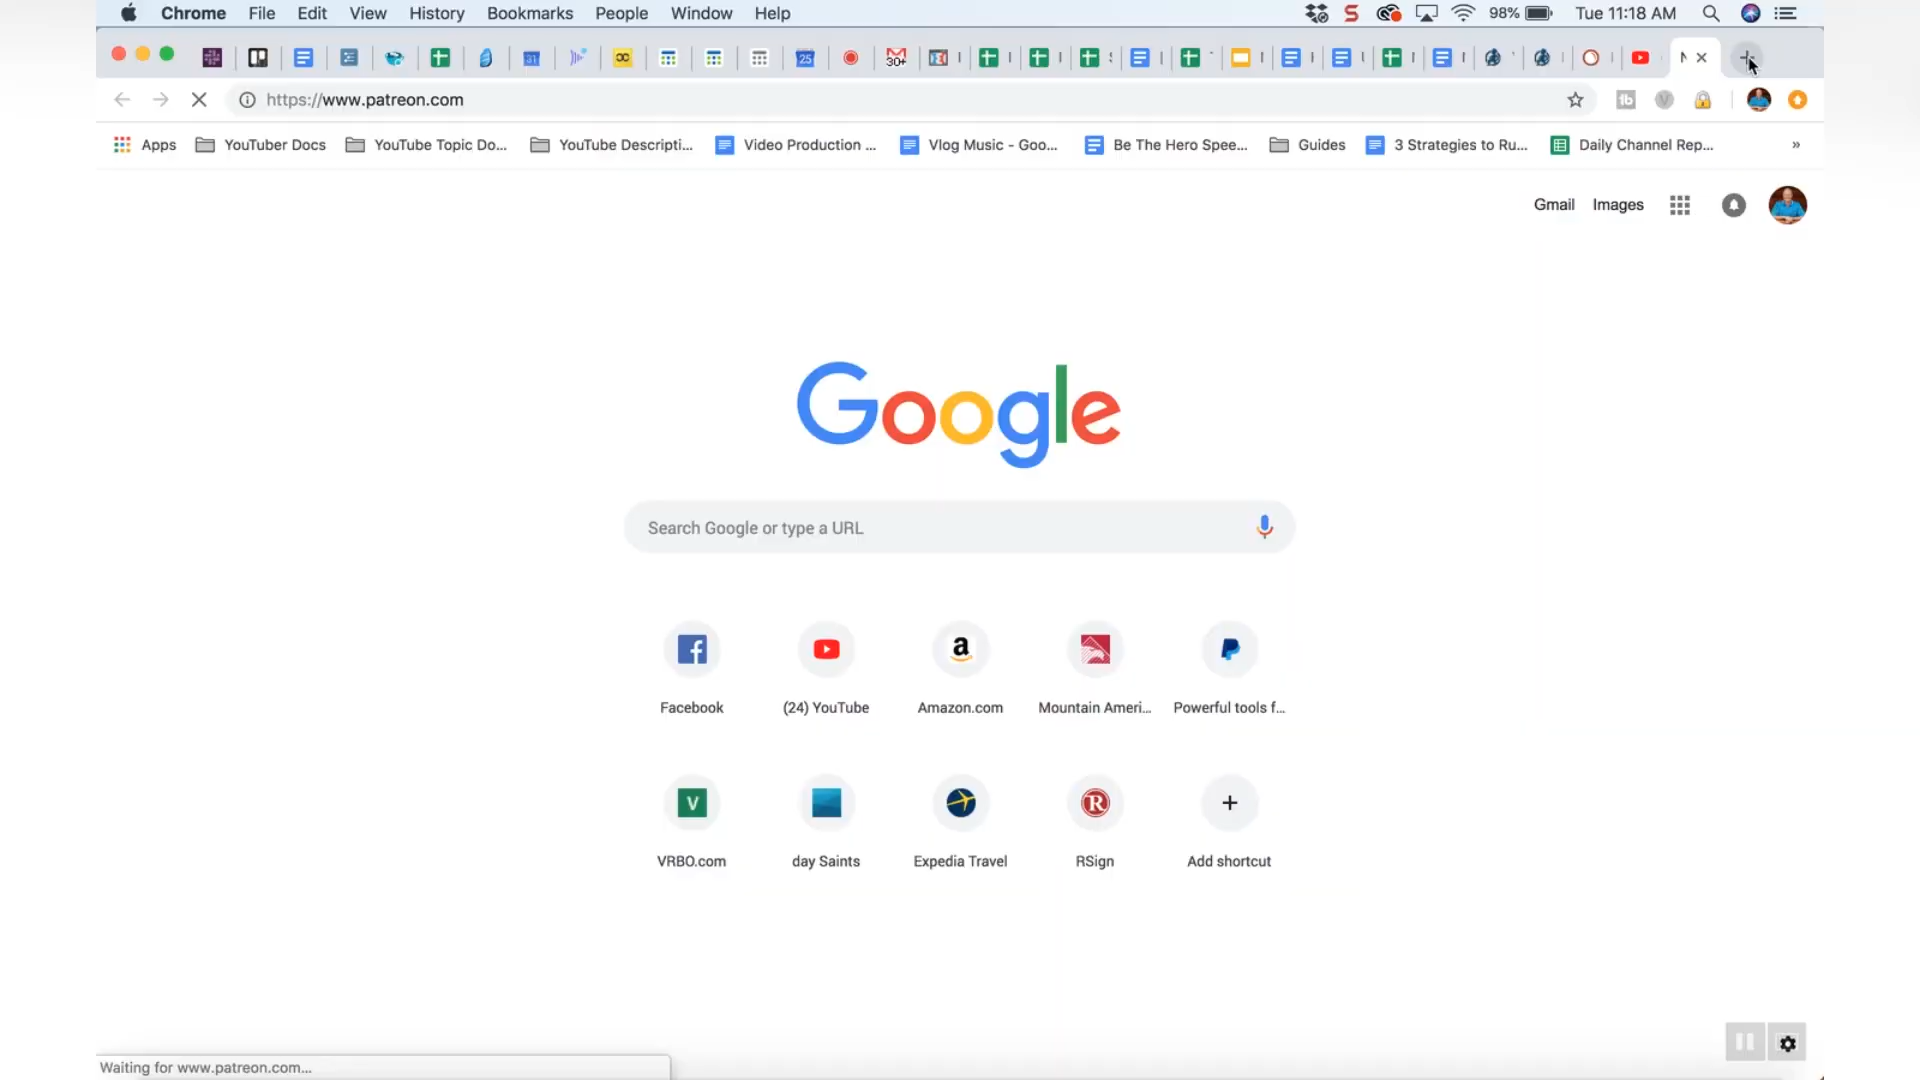 Chrome File Edit View History Bookmarks People Window Help 98% Tue 11:18 AM
https://www.patreon.com
Apps YouTuber Docs YouTube Topic Do... YouTube Descripti... Video Production ... Vlog Music - Goo... Be The Hero Spee... Guides 3 Strategies to Ru... Daily Channel Rep... »
Gmail Images
Google
Search Google or type a URL
Facebook (24) YouTube Amazon.com Mountain Ameri... Powerful tools f...
VRBO.com day Saints Expedia Travel RSign Add shortcut
Waiting for www.patreon.com...